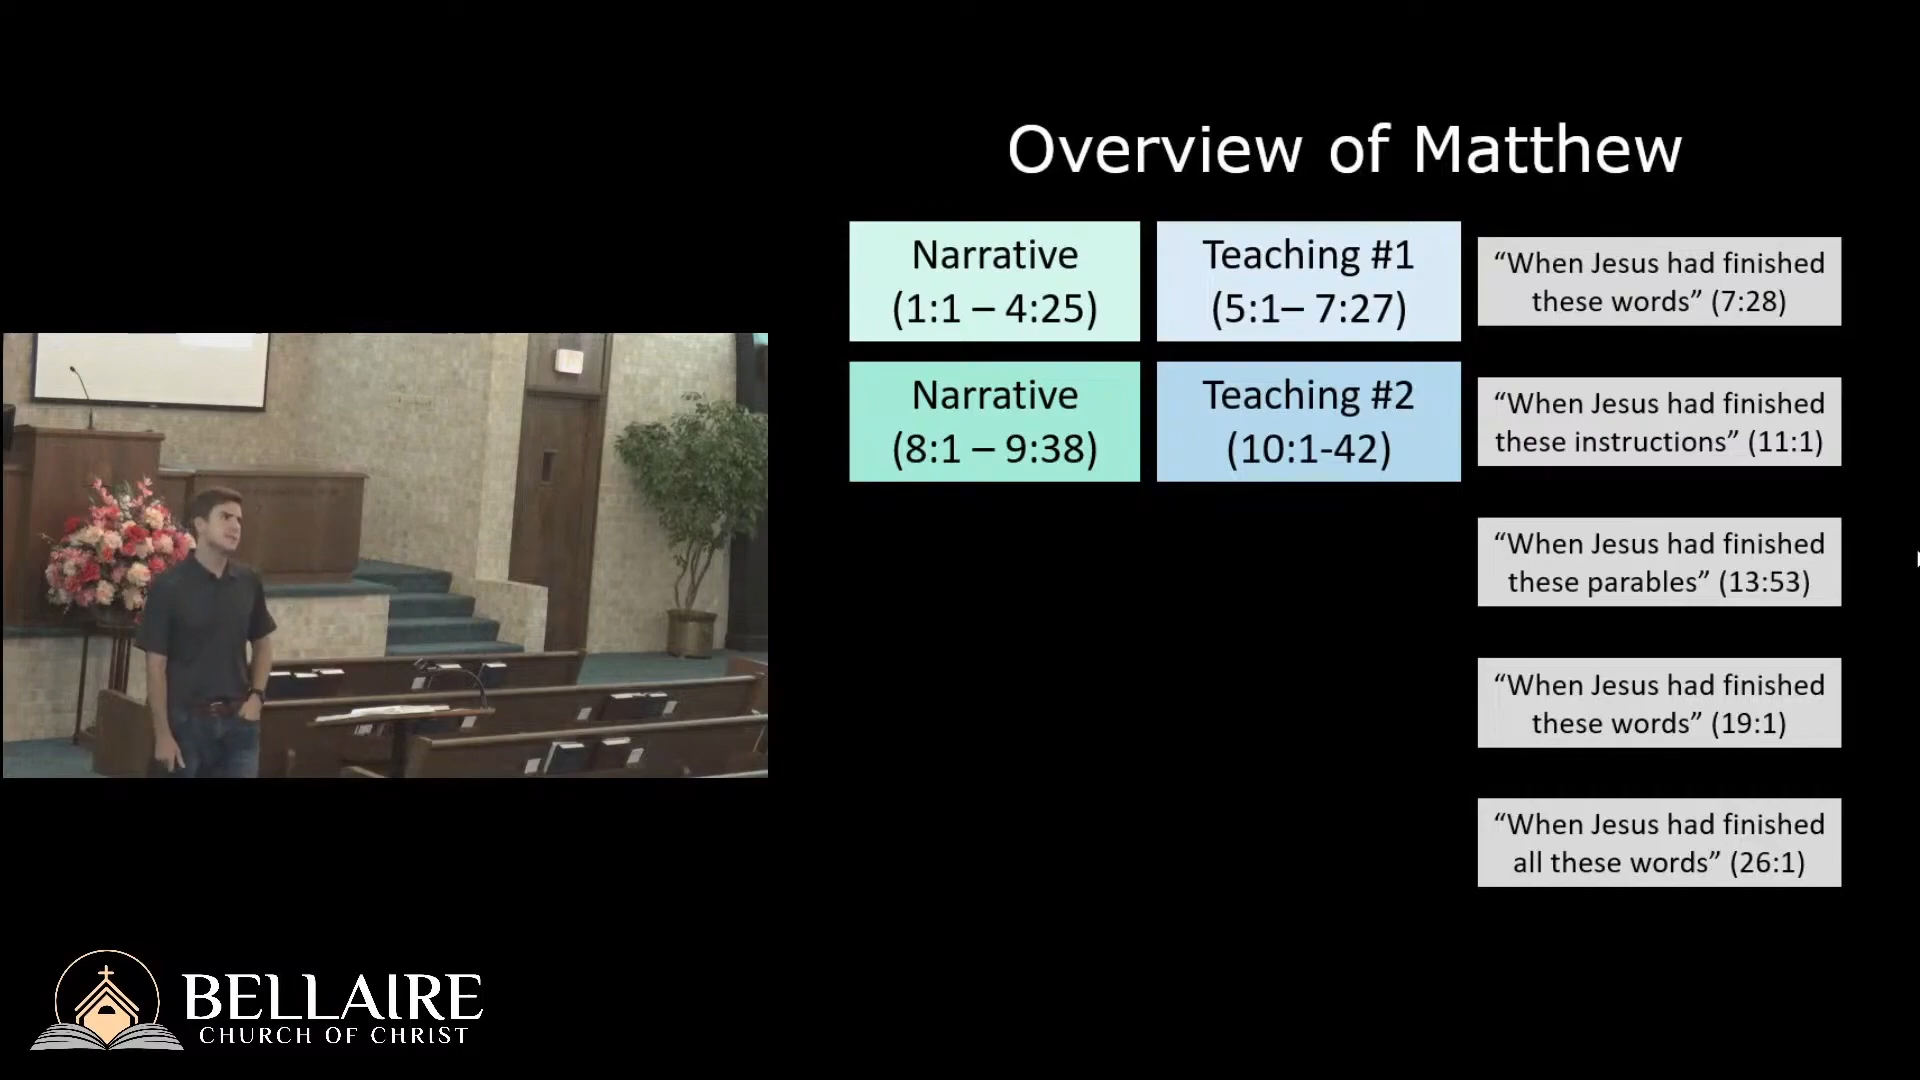 Overview of Matthew
Narrative
(1:1 – 4:25)
Teaching #1
(5:1– 7:27)
“When Jesus had finished
these words” (7:28)
Narrative
(8:1 – 9:38)
Teaching #2
(10:1-42)
“When Jesus had finished
these instructions” (11:1)
“When Jesus had finished
these parables” (13:53)
“When Jesus had finished
these words” (19:1)
“When Jesus had finished
all these words” (26:1)
BELLAIRE
CHURCH OF CHRIST